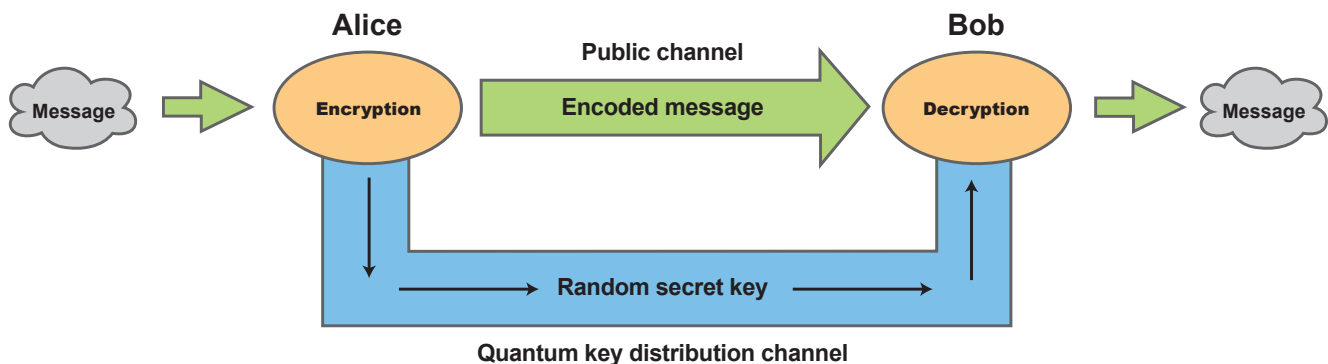 Alice
Bob
Public channel
Message
Encryption
Encoded message
Decryption
Message
Random secret key
Quantum key distribution channel